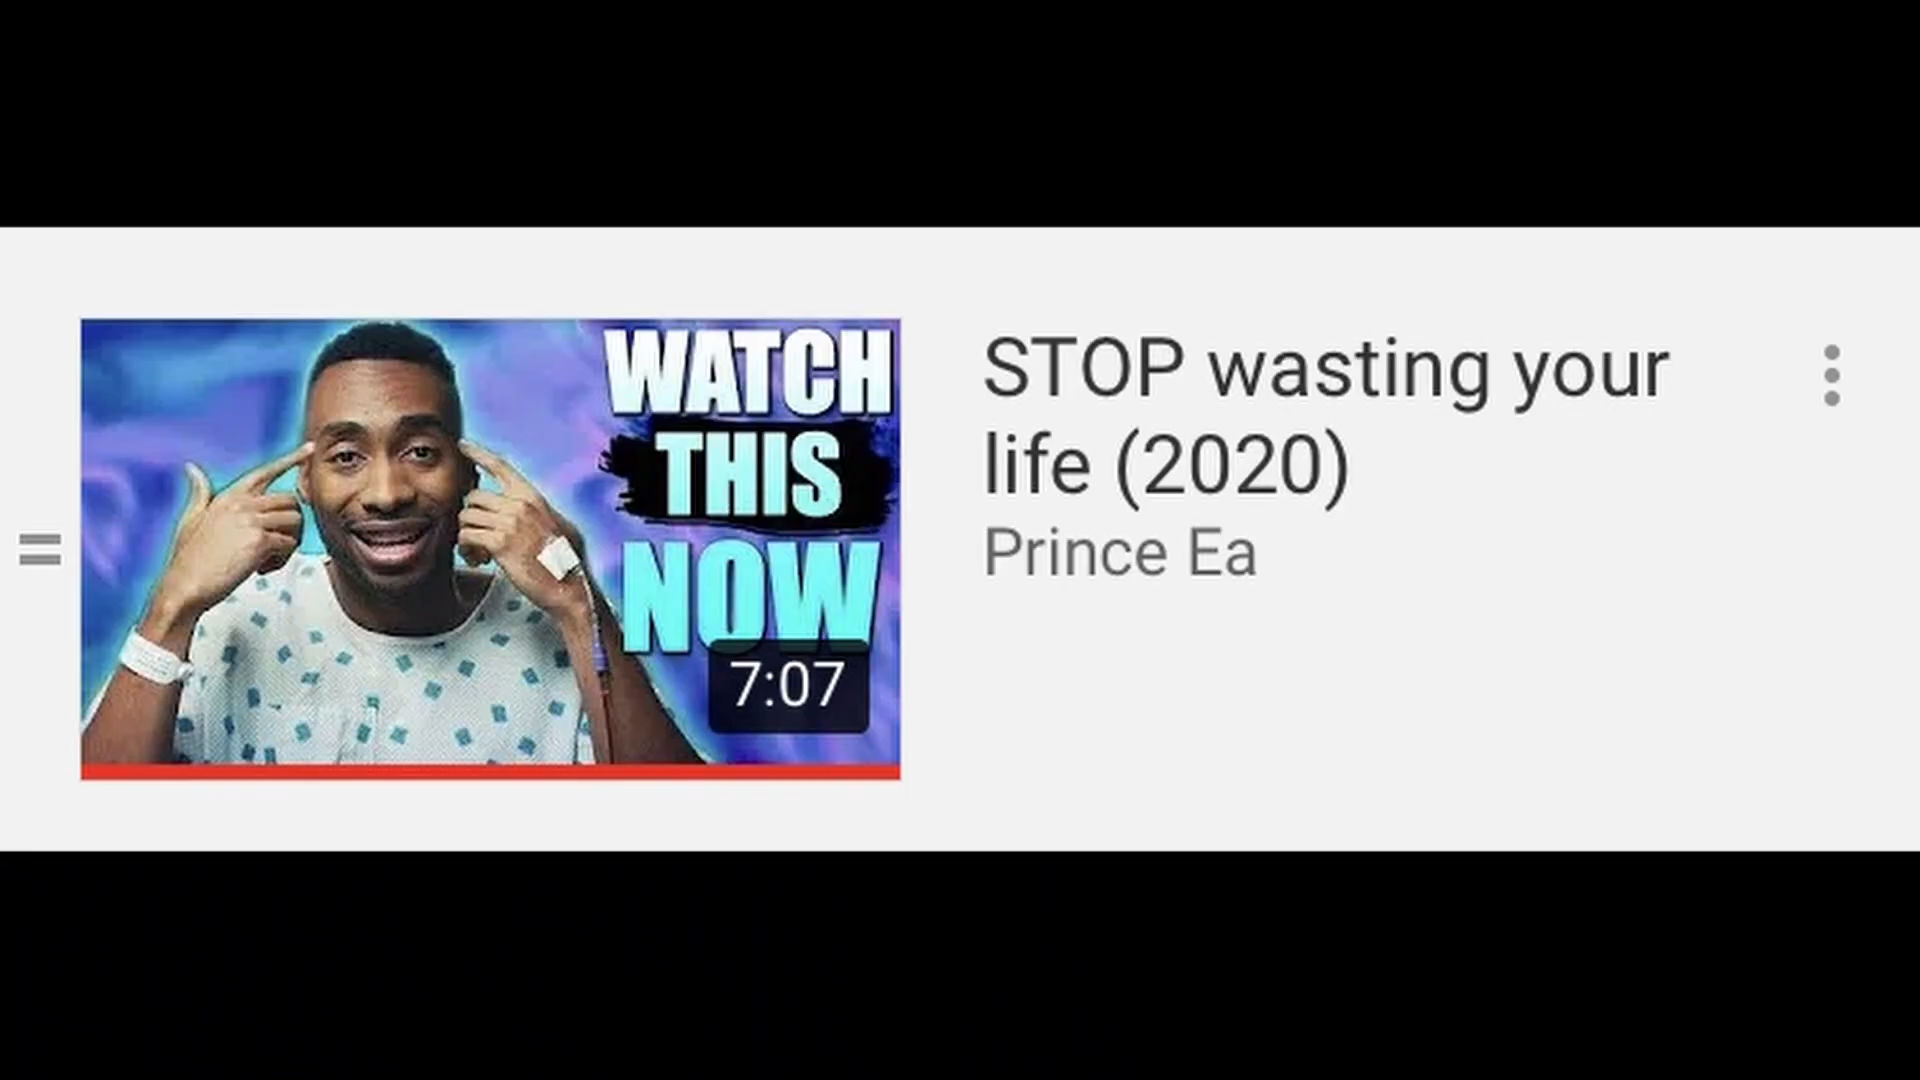 WATCH
THIS
NOW
7:07
STOP wasting your
life (2020)
Prince Ea